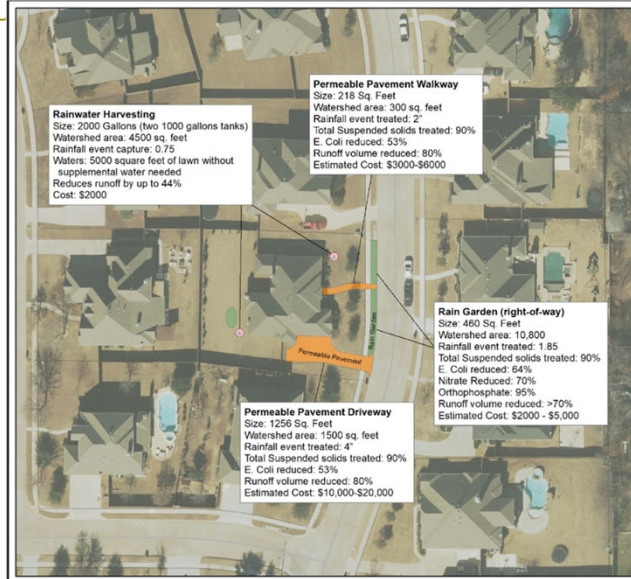 Rainwater Harvesting
Size: 2000 Gallons (two 1000 gallons tanks)
Watershed area: 4500 sq. feet
Rainfall event capture: 0.75
Waters: 5000 square feet of lawn without
supplemental water needed
Reduces runoff by up to 44%
Cost: $2000
Permeable Pavement Walkway
Size: 218 Sq. Feet
Watershed area: 300 sq. feet
Rainfall event treated: 2"
Total Suspended solids treated: 90%
E. Coli reduced: 53%
Runoff volume reduced: 80%
Estimated Cost: $3000-$6000
Rain Garden (right-of-way)
Size: 460 Sq. Feet
Watershed area: 10,800
Rainfall event treated: 1.85
Total Suspended solids treated: 90%
E. Coli reduced: 64%
Nitrate Reduced: 70%
Orthophosphate: 95%
Runoff volume reduced: >70%
Estimated Cost: $2000 - $5,000
Rain Garden
Permeable Pavement
Permeable Pavement Driveway
Size: 1256 Sq. Feet
Watershed area: 1500 sq. feet
Rainfall event treated: 4"
Total Suspended solids treated: 90%
E. Coli reduced: 53%
Runoff volume reduced: 80%
Estimated Cost: $10,000-$20,000